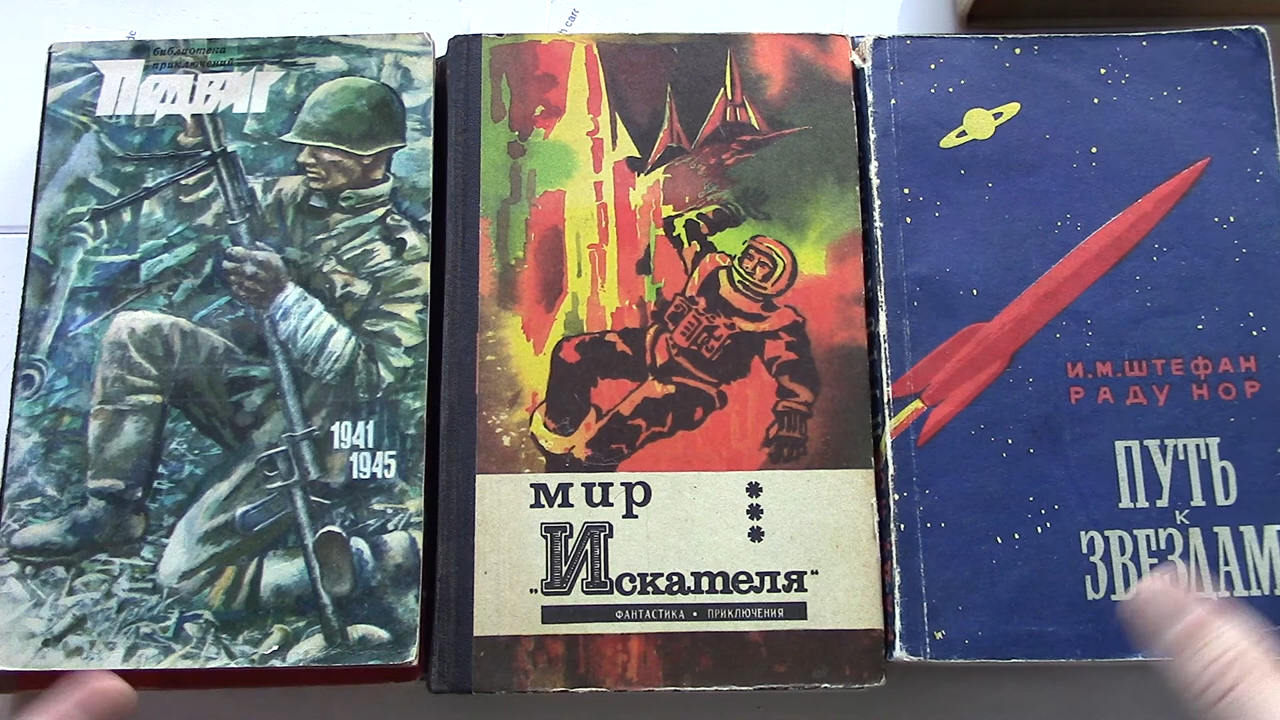 библиотека
приключений
Подвиг
1941
1945
мир
„Искателя“
ФАНТАСТИКА • ПРИКЛЮЧЕНИЯ
И.М.ШТЕФАН
РАДУ НОР
ПУТЬ
К
ЗВЕЗДАМ